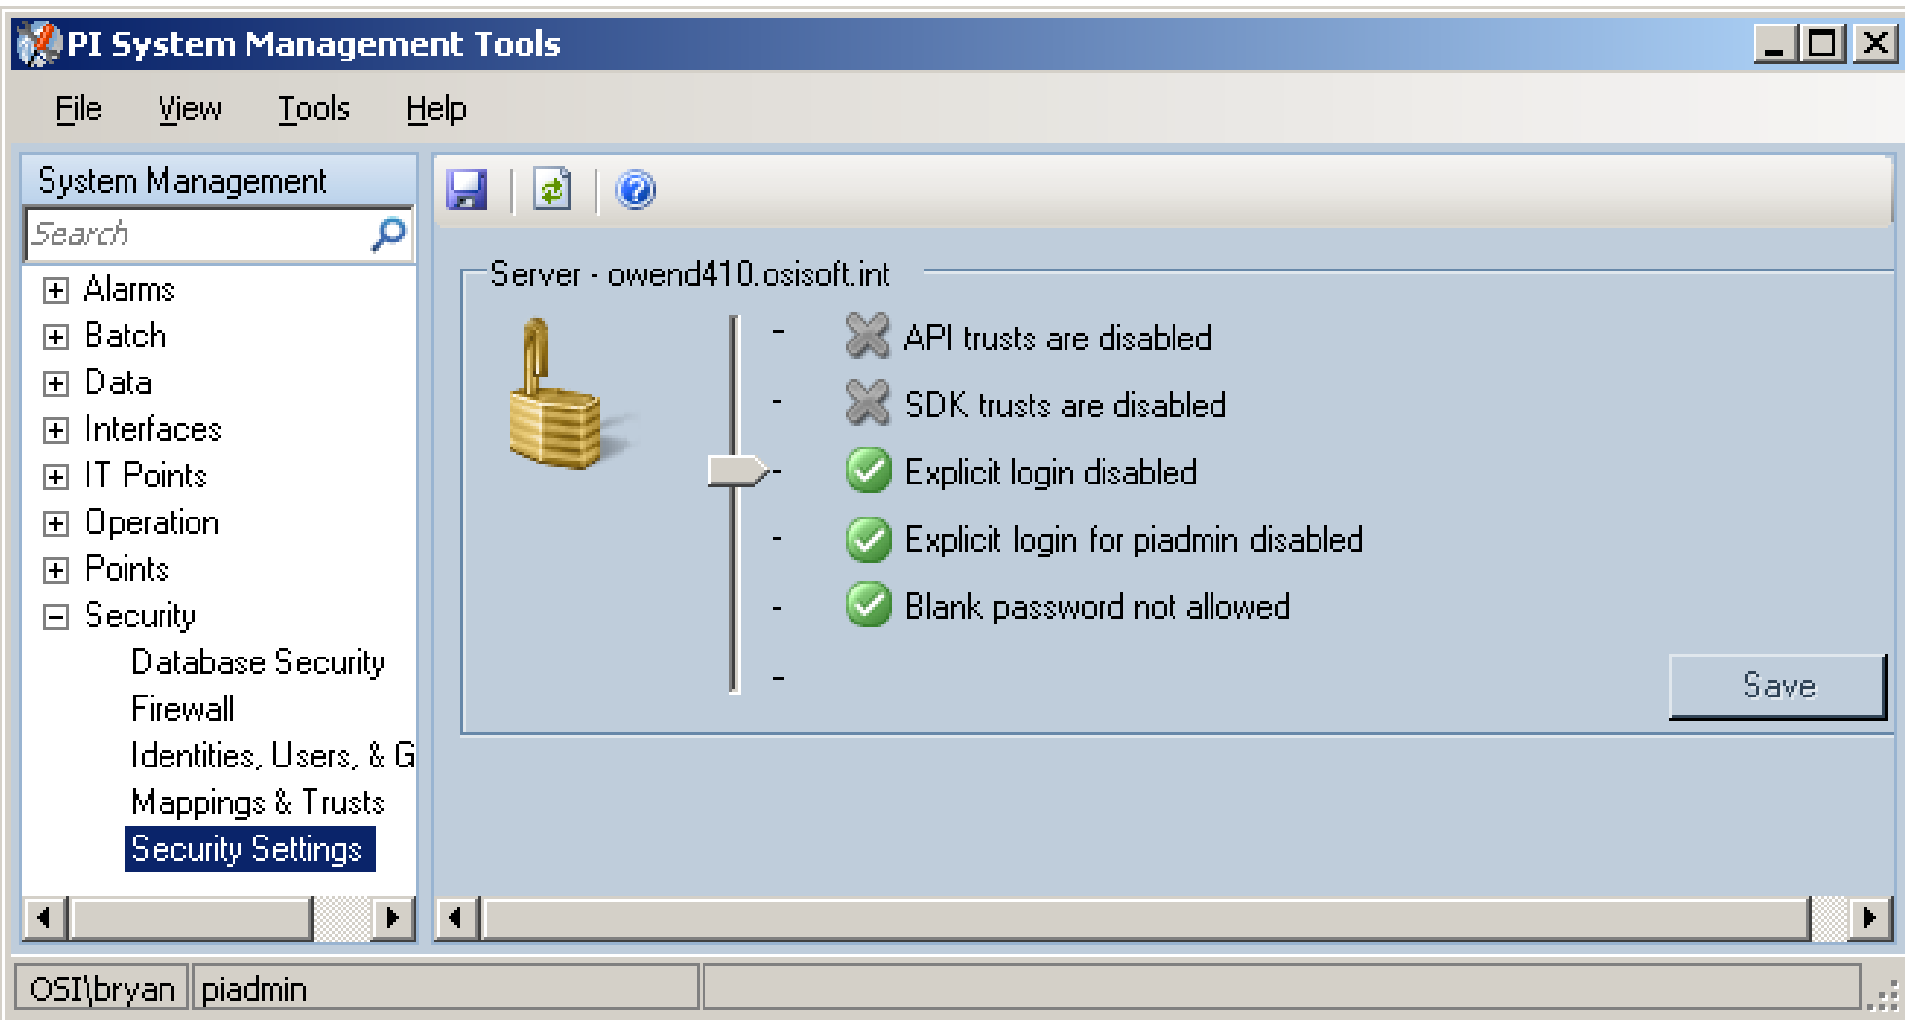 PI System Management Tools
File View Tools Help
System Management
Search
Alarms
Batch
Data
Interfaces
IT Points
Operation
Points
Security
Database Security
Firewall
Identities, Users, & G
Mappings & Trusts
Security Settings
Server - owend410.osisoft.int
API trusts are disabled
SDK trusts are disabled
Explicit login disabled
Explicit login for piadmin disabled
Blank password not allowed
Save
OSI\bryan piadmin